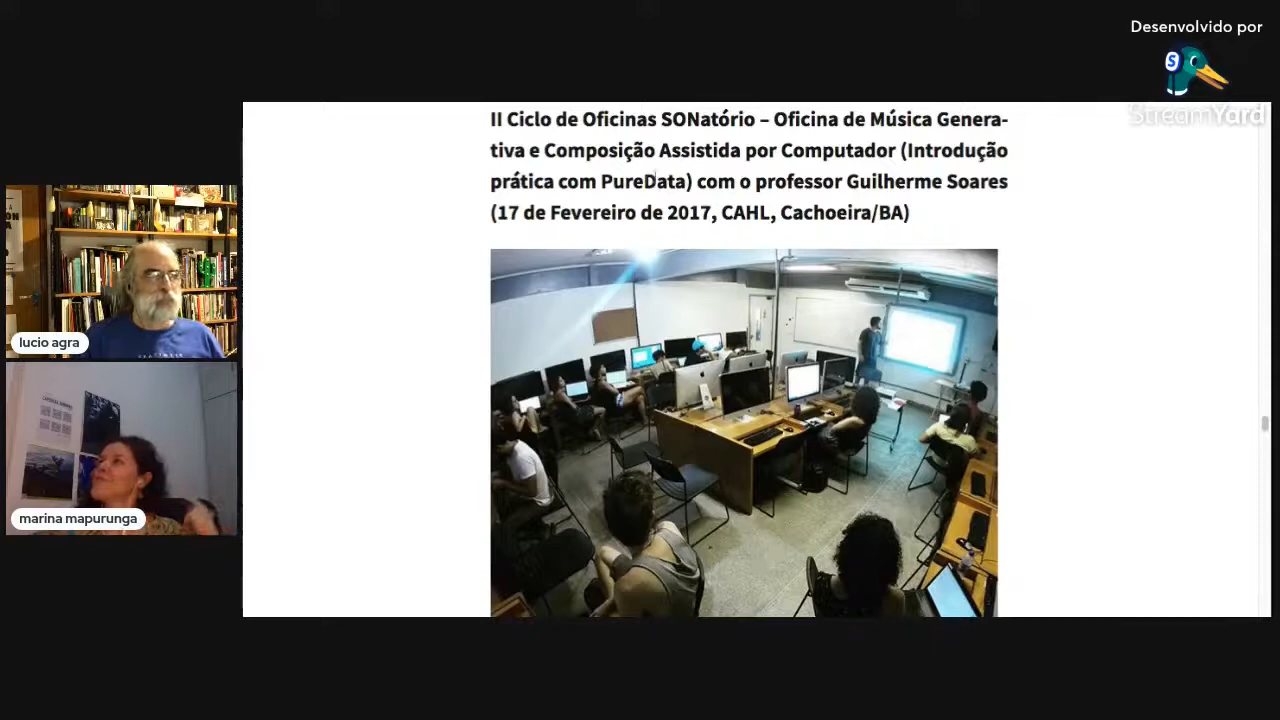 Desenvolvido por
StreamYard
II Ciclo de Oficinas SONatório – Oficina de Música Genera-
tiva e Composição Assistida por Computador (Introdução
prática com PureData) com o professor Guilherme Soares
(17 de Fevereiro de 2017, CAHL, Cachoeira/BA)
lucio agra
marina mapurunga